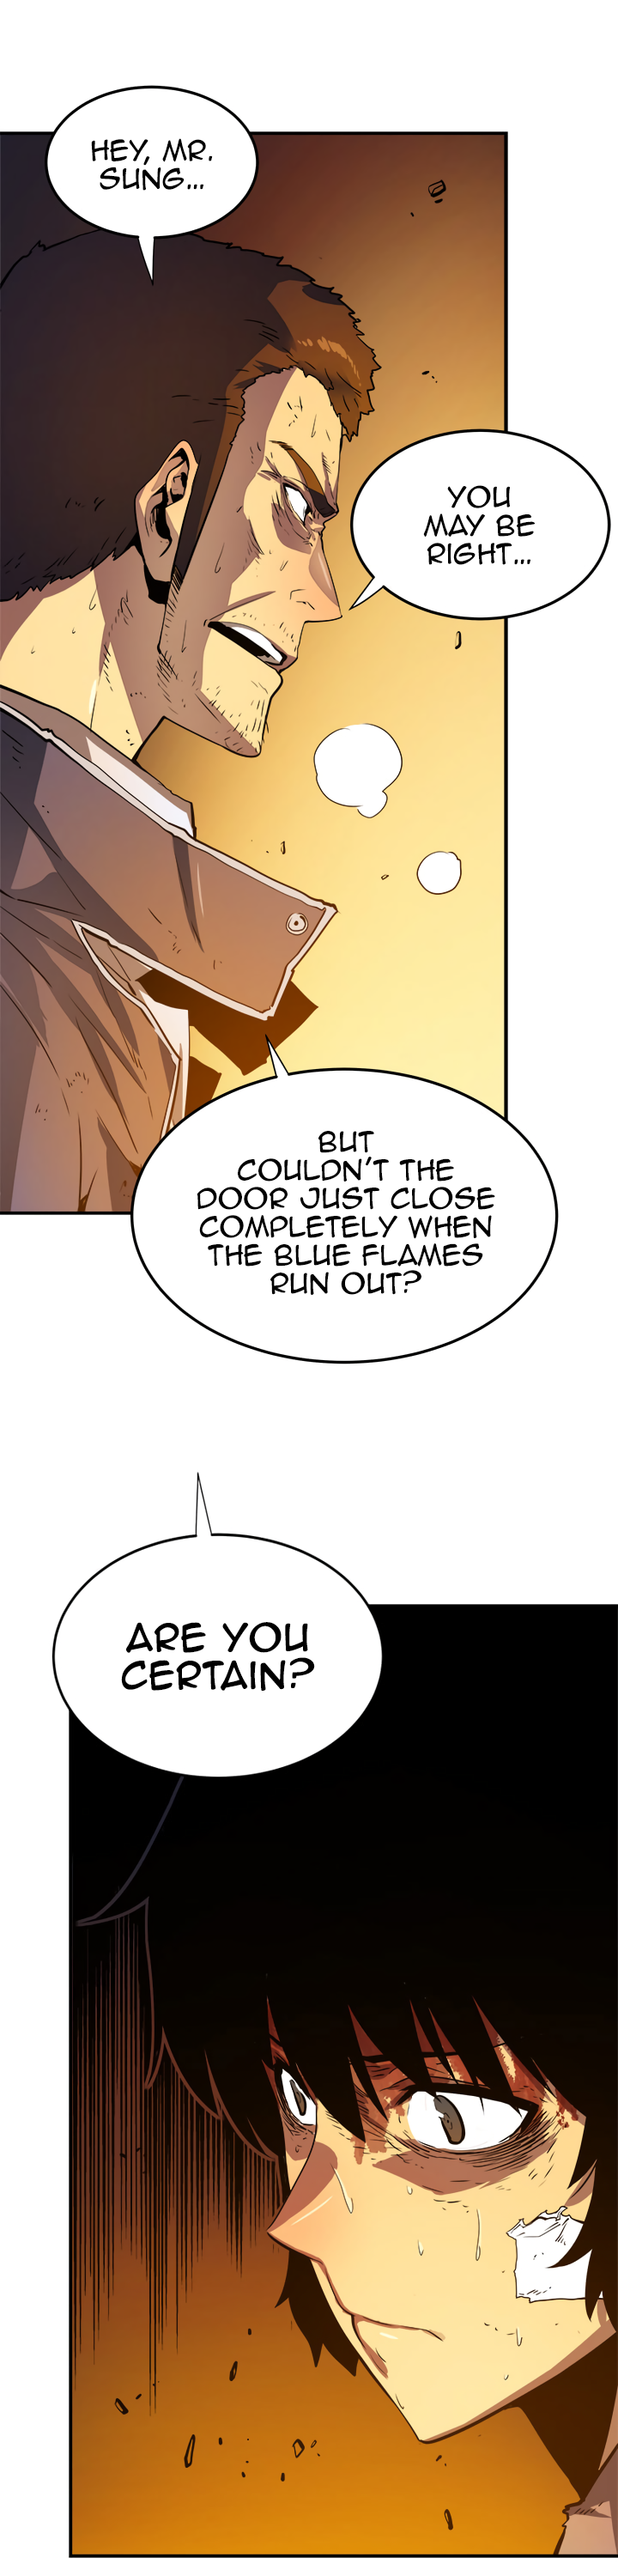 HEY, MR.
SUNG...
YOU
MAY BE
RIGHT...
BUT
COULDN'T THE
DOOR JUST CLOSE
COMPLETELY WHEN
THE BLUE FLAMES
RUN OUT?
ARE YOU
CERTAIN?